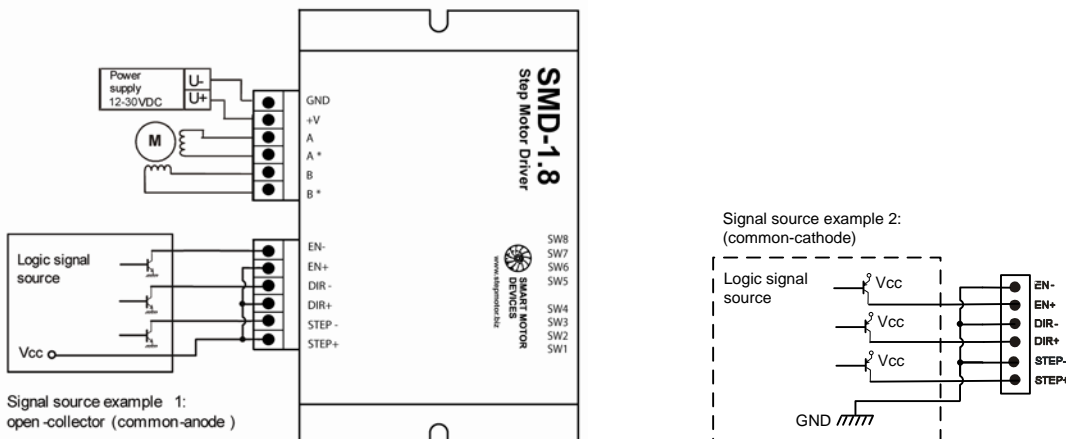 Power
supply
12-30VDC
U-
U+
M
GND
+V
A
A *
B
B *
SMD-1.8
Step Motor Driver
Logic signal
source
Vcc
EN-
EN+
DIR -
DIR+
STEP -
STEP+
SMART MOTOR
DEVICES
www.stepmotor.biz
SW8
SW7
SW6
SW5
SW4
SW3
SW2
SW1
Signal source example 1:
open -collector (common-anode )
Signal source example 2:
(common-cathode)
Logic signal
source
Vcc
Vcc
Vcc
GND
EN-
EN+
DIR-
DIR+
STEP-
STEP+